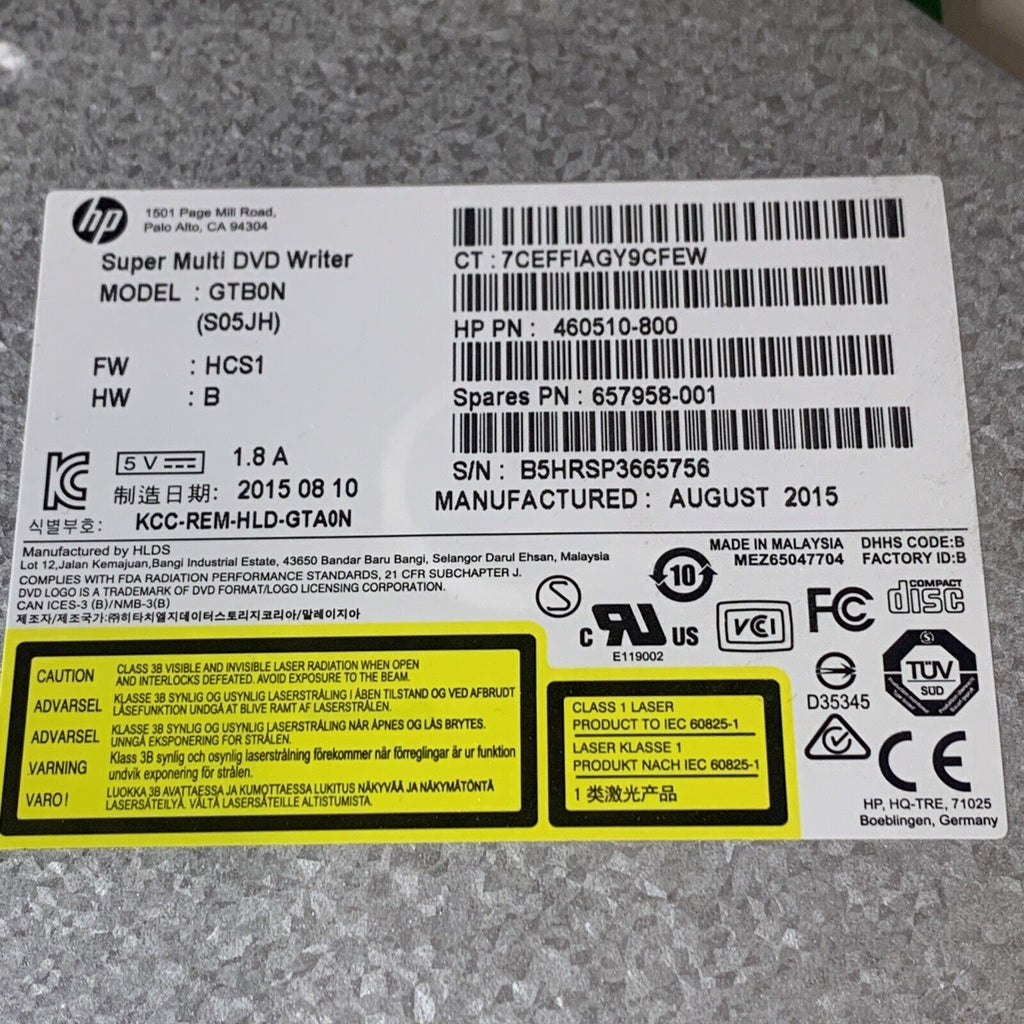 hp
1501 Page Mill Road,
Palo Alto, CA 94304
Super Multi DVD Writer
MODEL : GTB0N
(S05JH)
FW : HCS1
HW : B
5 V
1.8 A
制造日期: 2015 08 10
식별부호: KCC-REM-HLD-GTA0N
CT : 7CEFFIAGY9CFEW
HP PN : 460510-800
Spares PN : 657958-001
S/N : B5HRSP3665756
MANUFACTURED : AUGUST 2015
Manufactured by HLDS
Lot 12,Jalan Kemajuan,Bangi Industrial Estate, 43650 Bandar Baru Bangi, Selangor Darul Ehsan, Malaysia
COMPLIES WITH FDA RADIATION PERFORMANCE STANDARDS, 21 CFR SUBCHAPTER J.
DVD LOGO IS A TRADEMARK OF DVD FORMAT/LOGO LICENSING CORPORATION.
CAN ICES-3 (B)/NMB-3(B)
제조자/제조국가:㈜히타치엘지데이터스토리지코리아/말레이지아
MADE IN MALAYSIA DHHS CODE:B
MEZ65047704 FACTORY ID:B
10
S
c RU US
E119002
VCI
FC
COMPACT
disc
D35345
S
TÜV
SÜD
CE
HP, HQ-TRE, 71025
Boeblingen, Germany
CAUTION CLASS 3B VISIBLE AND INVISIBLE LASER RADIATION WHEN OPEN
AND INTERLOCKS DEFEATED. AVOID EXPOSURE TO THE BEAM.
ADVARSEL KLASSE 3B SYNLIG OG USYNLIG LASERSTRÅLING I ÅBEN TILSTAND OG VED AFBRUDT
LÅSEFUNKTION UNDGÅ AT BLIVE RAMT AF LASERSTRÅLEN.
ADVARSEL KLASSE 3B SYNLIG OG USYNLIG LASERSTRÅLING NÅR ÅPNES OG LÅS BRYTES.
UNNGÅ EKSPONERING FOR STRÅLEN.
VARNING Klass 3B synlig och osynlig laserstrålning förekommer når förreglingar är ur funktion
undvik exponering för strålen.
VARO! LUOKKA 3B AVATTAESSA JA KUMOTTAESSA LUKITUS NÄKYVÄÄ JA NÄKYMÄTÖNTÄ
LASERSÄTEILYÄ. VÄLTÄ LASERSÄTEILLE ALTISTUMISTA.
CLASS 1 LASER
PRODUCT TO IEC 60825-1
LASER KLASSE 1
PRODUKT NACH IEC 60825-1
1 类激光产品